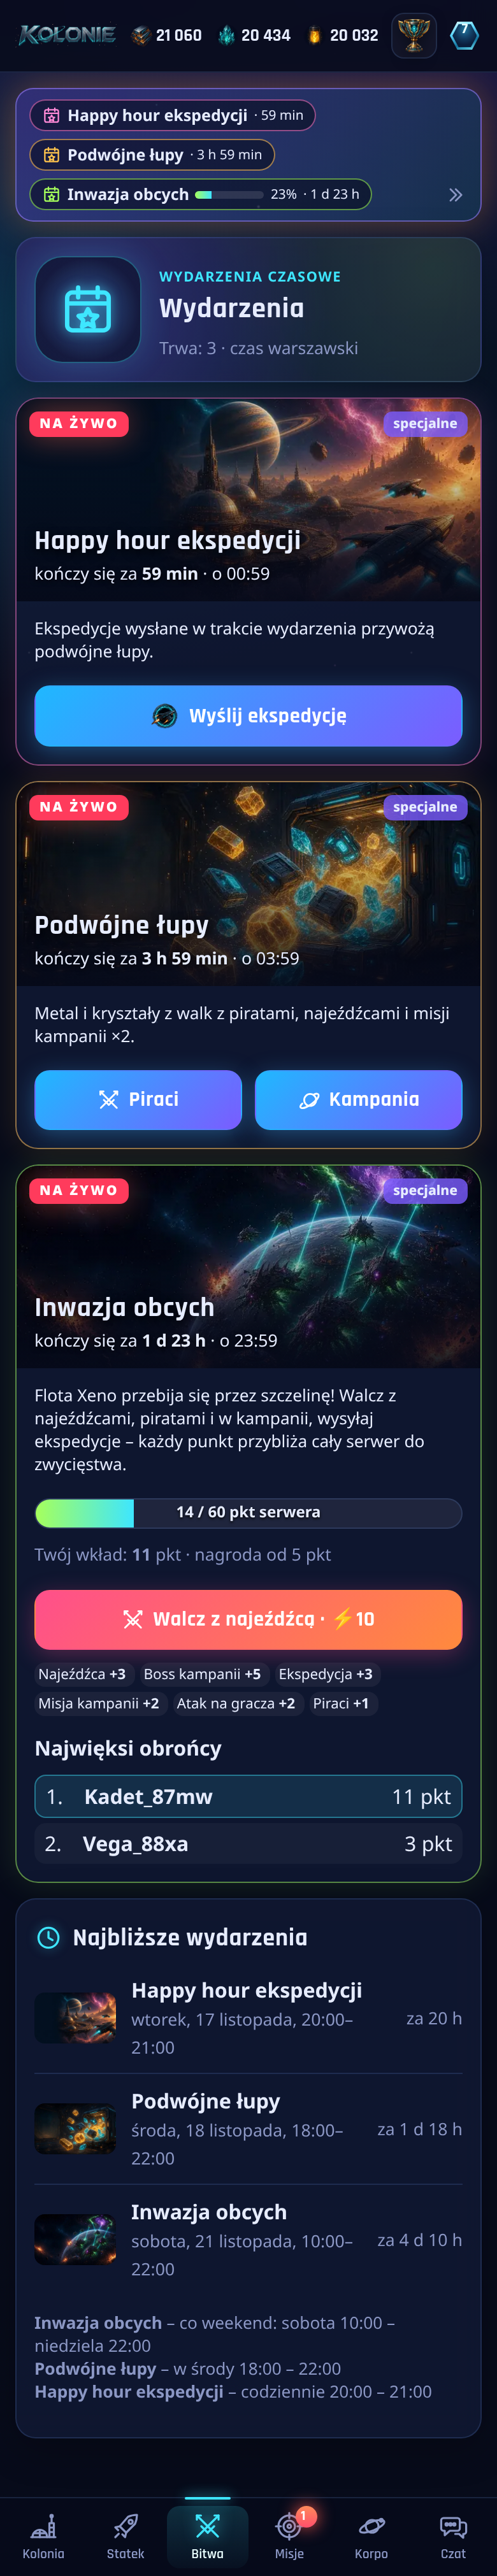 KOLONIE 21 060 20 434 20 032 7
Happy hour ekspedycji · 59 min
Podwójne łupy · 3 h 59 min
Inwazja obcych 23% · 1 d 23 h
WYDARZENIA CZASOWE
Wydarzenia
Trwa: 3 · czas warszawski
NA ŻYWO specjalne
Happy hour ekspedycji
kończy się za 59 min · o 00:59
Ekspedycje wysłane w trakcie wydarzenia przywożą
podwójne łupy.
Wyślij ekspedycję
NA ŻYWO specjalne
Podwójne łupy
kończy się za 3 h 59 min · o 03:59
Metal i kryształy z walk z piratami, najeźdźcami i misji
kampanii ×2.
Piraci Kampania
NA ŻYWO specjalne
Inwazja obcych
kończy się za 1 d 23 h · o 23:59
Flota Xeno przebija się przez szczelinę! Walcz z
najeźdźcami, piratami i w kampanii, wysyłaj
ekspedycje – każdy punkt przybliża cały serwer do
zwycięstwa.
14 / 60 pkt serwera
Twój wkład: 11 pkt · nagroda od 5 pkt
Walcz z najeźdźcą · ⚡10
Najeźdźca +3 Boss kampanii +5 Ekspedycja +3
Misja kampanii +2 Atak na gracza +2 Piraci +1
Najwięksi obrońcy
1. Kadet_87mw 11 pkt
2. Vega_88xa 3 pkt
Najbliższe wydarzenia
Happy hour ekspedycji
wtorek, 17 listopada, 20:00– za 20 h
21:00
Podwójne łupy
środa, 18 listopada, 18:00– za 1 d 18 h
22:00
Inwazja obcych
sobota, 21 listopada, 10:00– za 4 d 10 h
22:00
Inwazja obcych – co weekend: sobota 10:00 –
niedziela 22:00
Podwójne łupy – w środy 18:00 – 22:00
Happy hour ekspedycji – codziennie 20:00 – 21:00
1
Kolonia Statek Bitwa Misje Korpo Czat